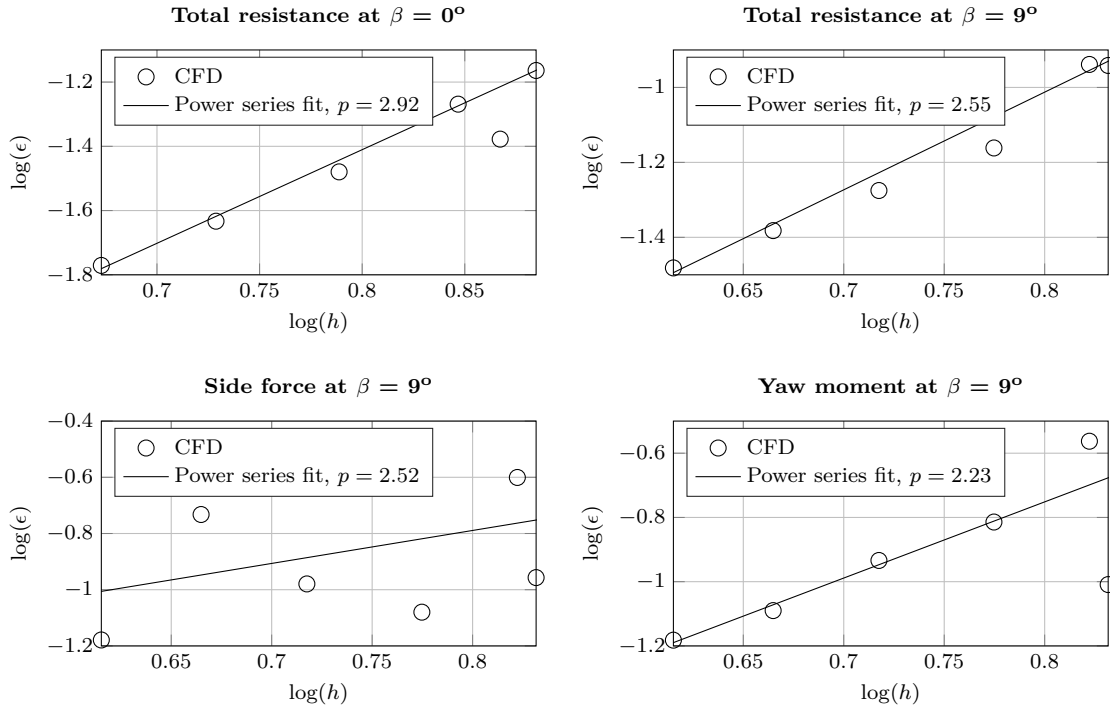 Total resistance at β = 0º
−1.2
−1.4
−1.6
−1.8
log(ϵ)
CFD
Power series fit, p = 2.92
0.7
0.75
0.8
0.85
log(h)
Total resistance at β = 9º
−1
−1.2
−1.4
log(ϵ)
CFD
Power series fit, p = 2.55
0.65
0.7
0.75
0.8
log(h)
Side force at β = 9º
−0.4
−0.6
−0.8
−1
−1.2
log(ϵ)
CFD
Power series fit, p = 2.52
0.65
0.7
0.75
0.8
log(h)
Yaw moment at β = 9º
−0.6
−0.8
−1
−1.2
log(ϵ)
CFD
Power series fit, p = 2.23
0.65
0.7
0.75
0.8
log(h)